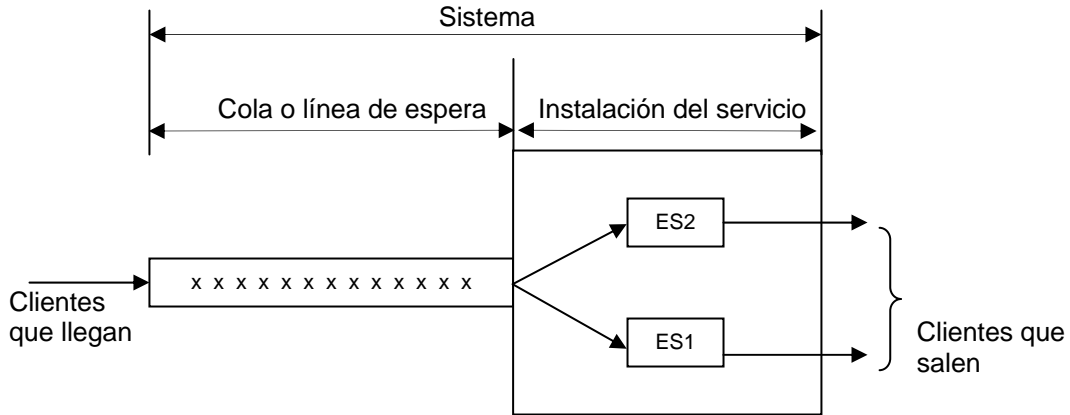 Sistema
Cola o línea de espera
Instalación del servicio
ES2
x x x x x x x x x x x x x
Clientes
que llegan
ES1
Clientes que
salen